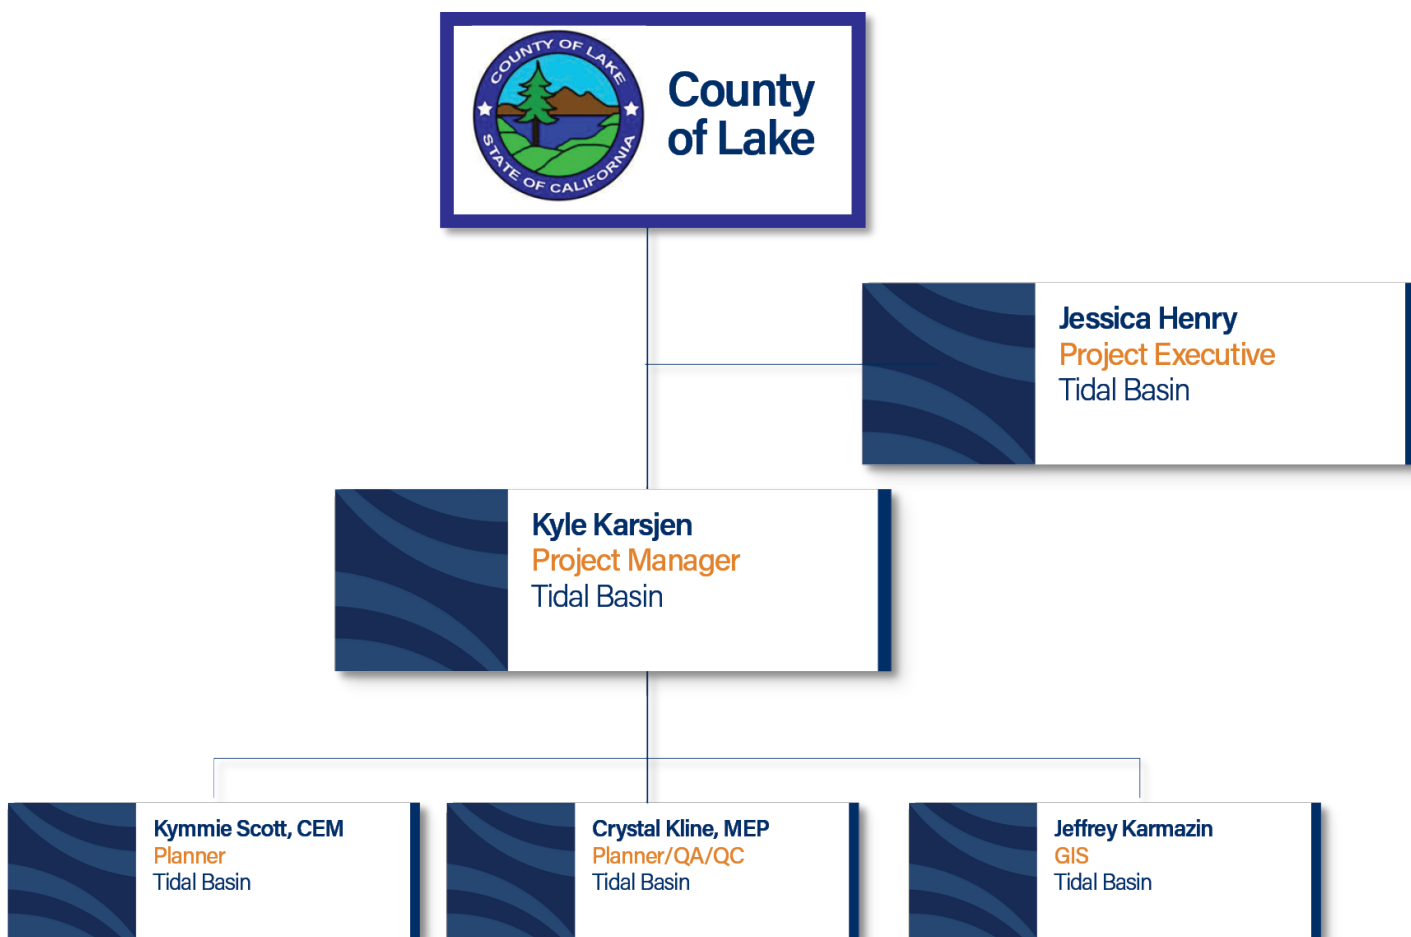 COUNTY OF LAKE
STATE OF CALIFORNIA
County
of Lake
Jessica Henry
Project Executive
Tidal Basin
Kyle Karsjen
Project Manager
Tidal Basin
Kymmie Scott, CEM
Planner
Tidal Basin
Crystal Kline, MEP
Planner/QA/QC
Tidal Basin
Jeffrey Karmazin
GIS
Tidal Basin